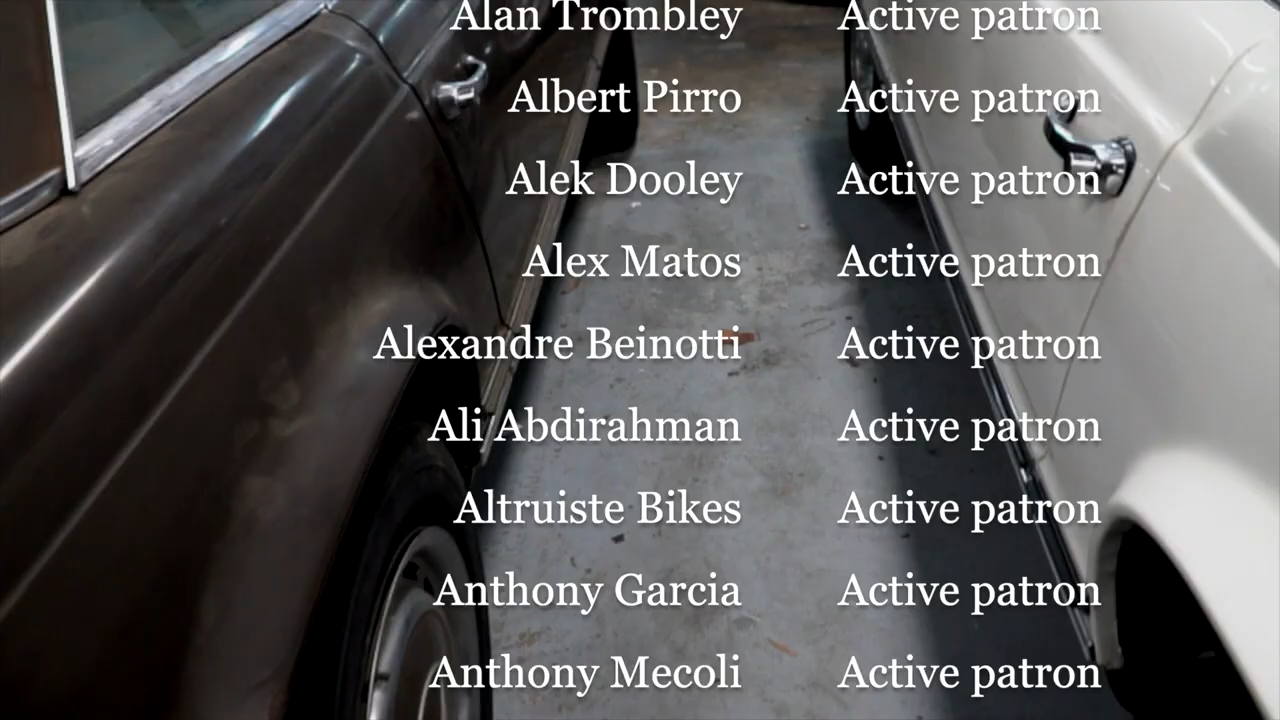 Alan Trombley Active patron
Albert Pirro Active patron
Alek Dooley Active patron
Alex Matos Active patron
Alexandre Beinotti Active patron
Ali Abdirahman Active patron
Altruiste Bikes Active patron
Anthony Garcia Active patron
Anthony Mecoli Active patron